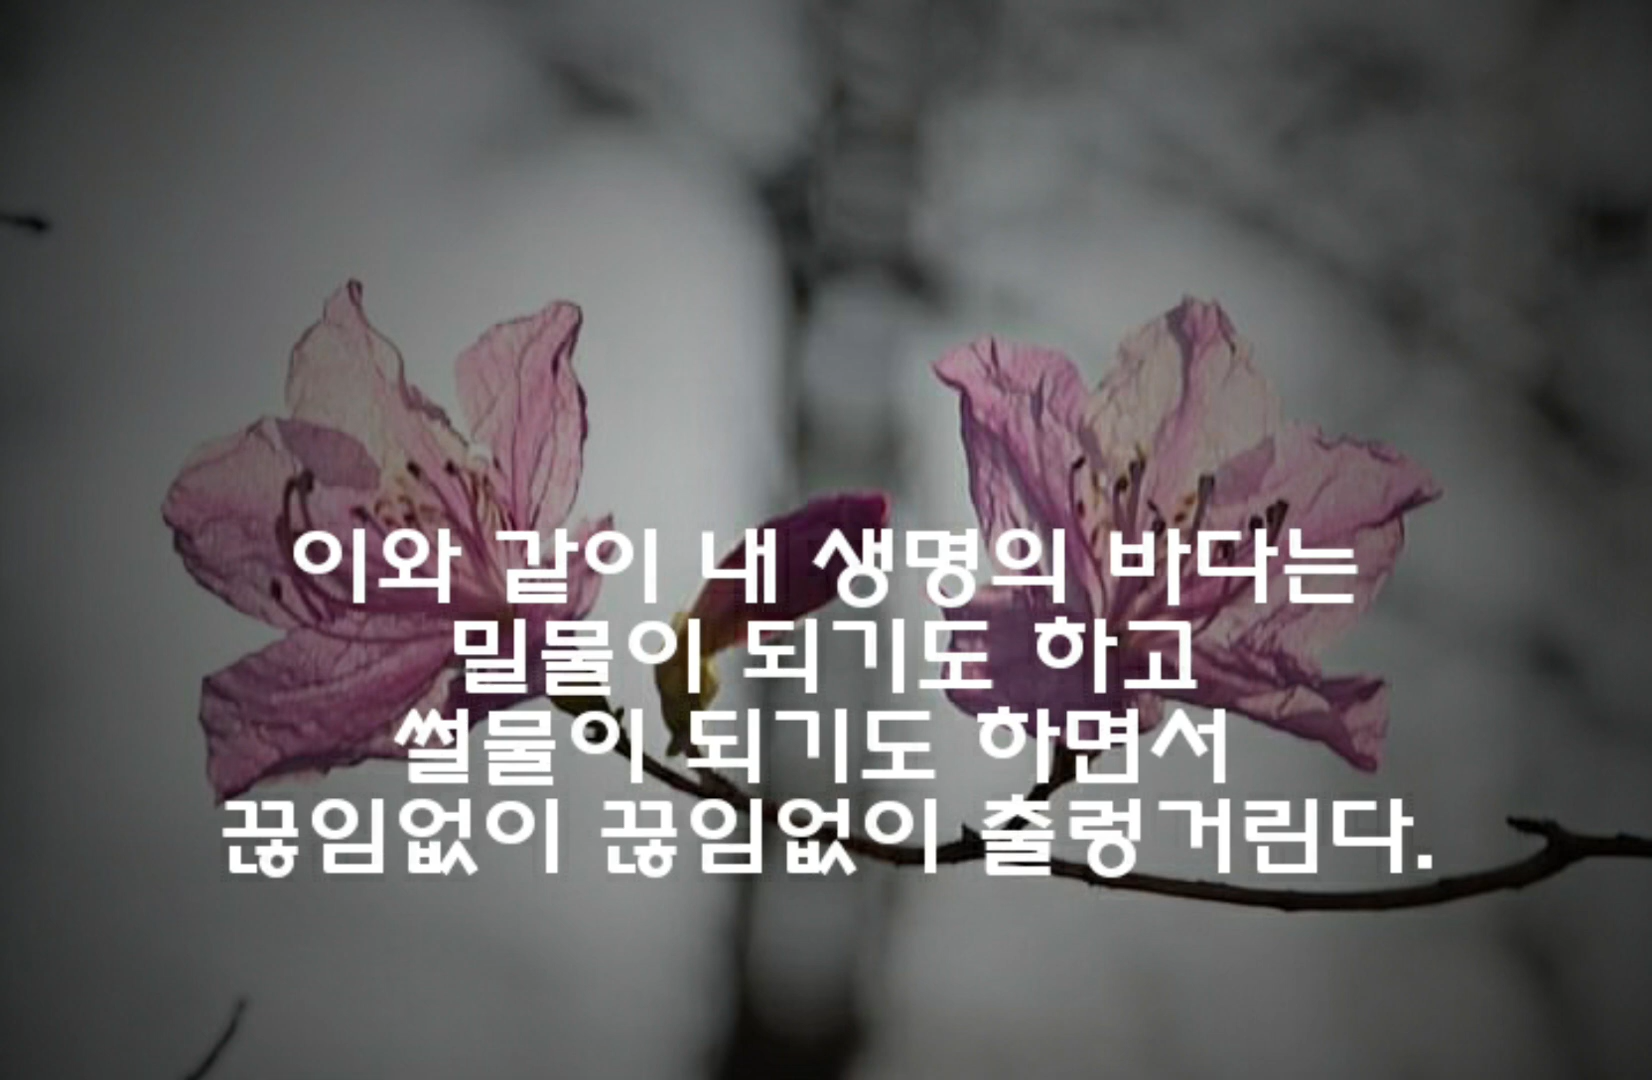 이와 같이 내 생명의 바다는
밀물이 되기도 하고
썰물이 되기도 하면서
끊임없이 끊임없이 출렁거린다.